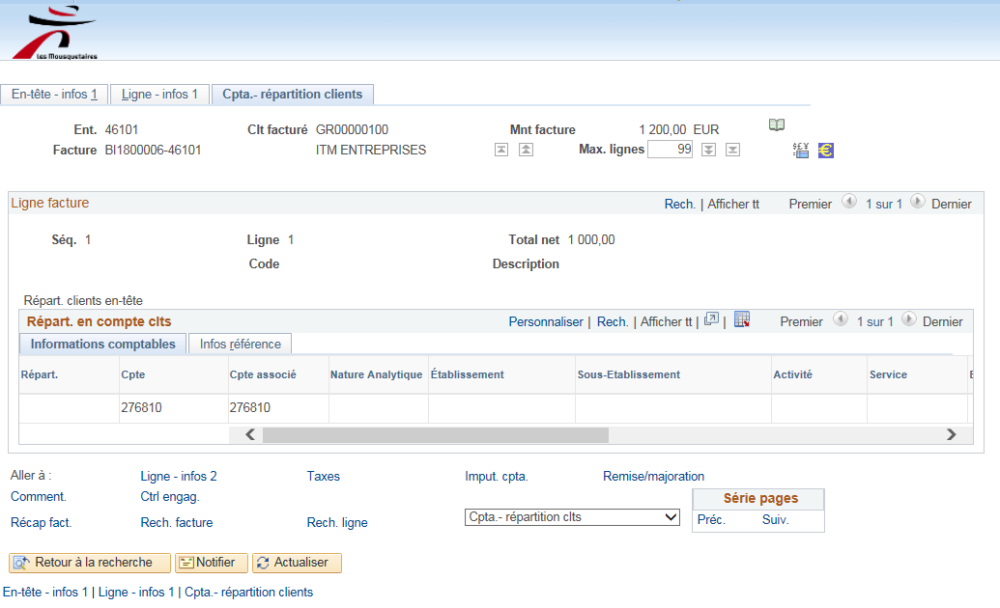 Les Mousquetaires
En-tête - infos 1 Ligne - infos 1 Cpta.- répartition clients
Ent. 46101 Clt facturé GR00000100 Mnt facture 1 200,00 EUR
Facture BI1800006-46101 ITM ENTREPRISES Max. lignes 99
Ligne facture Rech. | Afficher tt Premier 1 sur 1 Dernier
Séq. 1 Ligne 1 Total net 1 000,00
Code Description
Répart. clients en-tête
Répart. en compte clts Personnaliser | Rech. | Afficher tt | | Premier 1 sur 1 Dernier
Informations comptables Infos référence
Répart. Cpte Cpte associé Nature Analytique Établissement Sous-Etablissement Activité Service
276810 276810
Aller à : Ligne - infos 2 Taxes Imput. cpta. Remise/majoration
Comment. Ctrl engag. Série pages
Récap fact. Rech. facture Rech. ligne Cpta.- répartition clts Préc. Suiv.
Retour à la recherche Notifier Actualiser
En-tête - infos 1 | Ligne - infos 1 | Cpta.- répartition clients